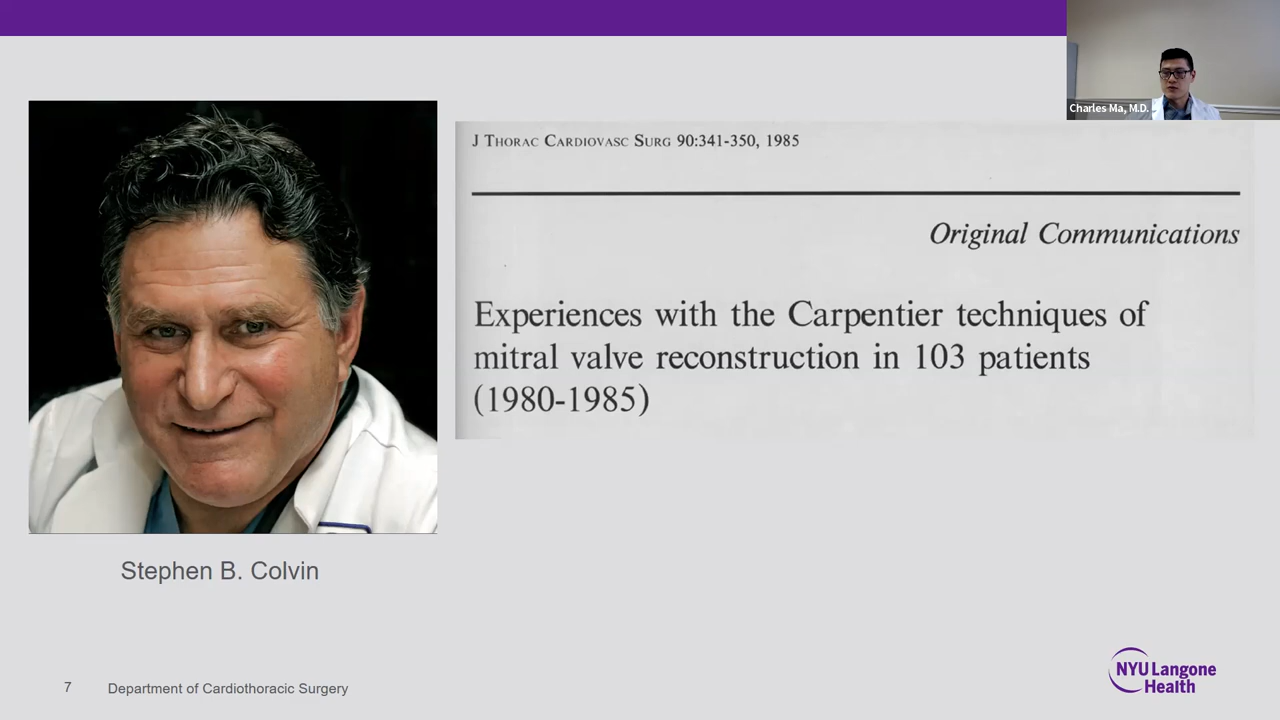 Charles Ma, M.D.
J Thorac Cardiovasc Surg 90:341-350, 1985
Original Communications
Experiences with the Carpentier techniques of
mitral valve reconstruction in 103 patients
(1980-1985)
Stephen B. Colvin
7 Department of Cardiothoracic Surgery
NYU Langone
Health